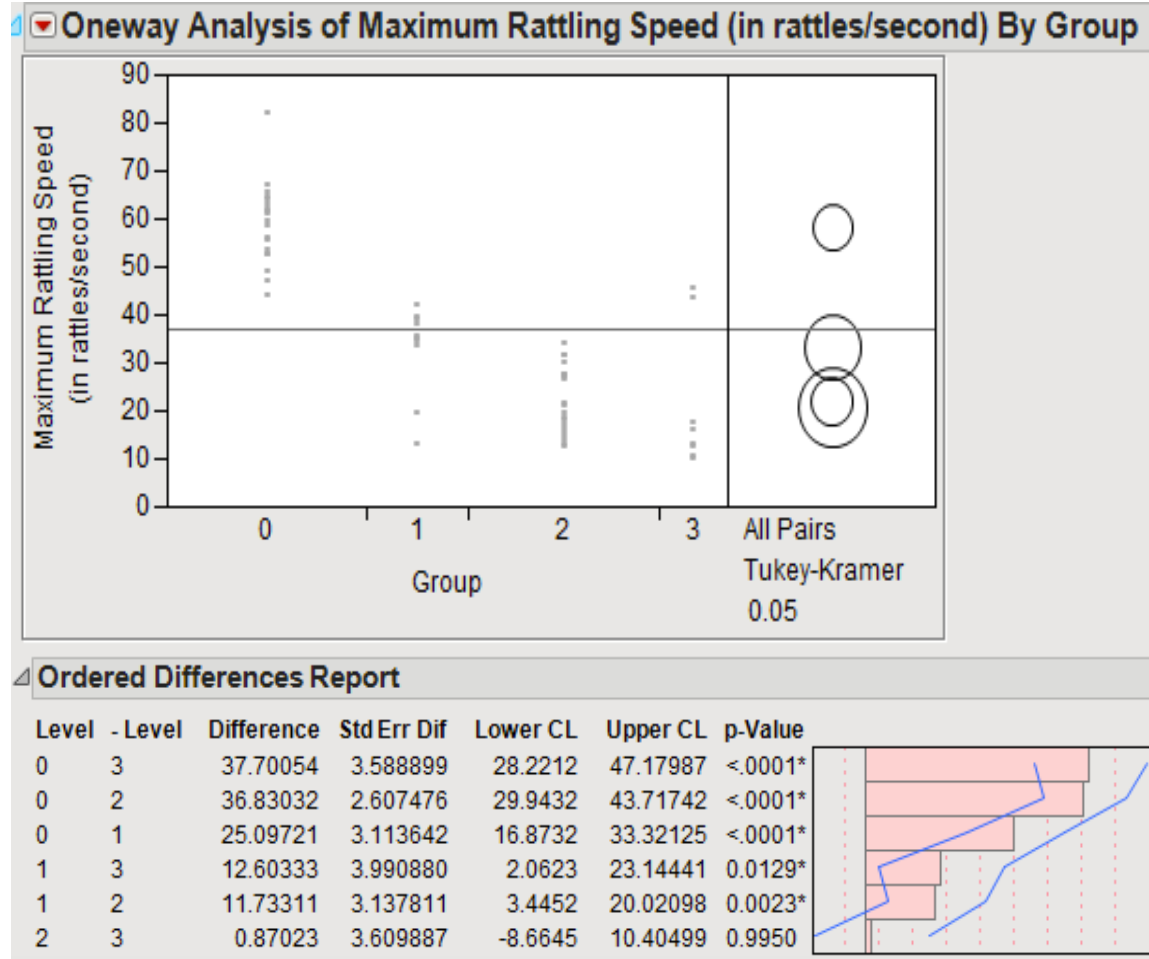 Oneway Analysis of Maximum Rattling Speed (in rattles/second) By Group
90
80
70
60
50
40
30
20
10
0
Maximum Rattling Speed
(in rattles/second)
0 1 2 3
Group
All Pairs
Tukey-Kramer
0.05
Ordered Differences Report
Level - Level Difference Std Err Dif Lower CL Upper CL p-Value
0 3 37.70054 3.588899 28.2212 47.17987 <.0001*
0 2 36.83032 2.607476 29.9432 43.71742 <.0001*
0 1 25.09721 3.113642 16.8732 33.32125 <.0001*
1 3 12.60333 3.990880 2.0623 23.14441 0.0129*
1 2 11.73311 3.137811 3.4452 20.02098 0.0023*
2 3 0.87023 3.609887 -8.6645 10.40499 0.9950